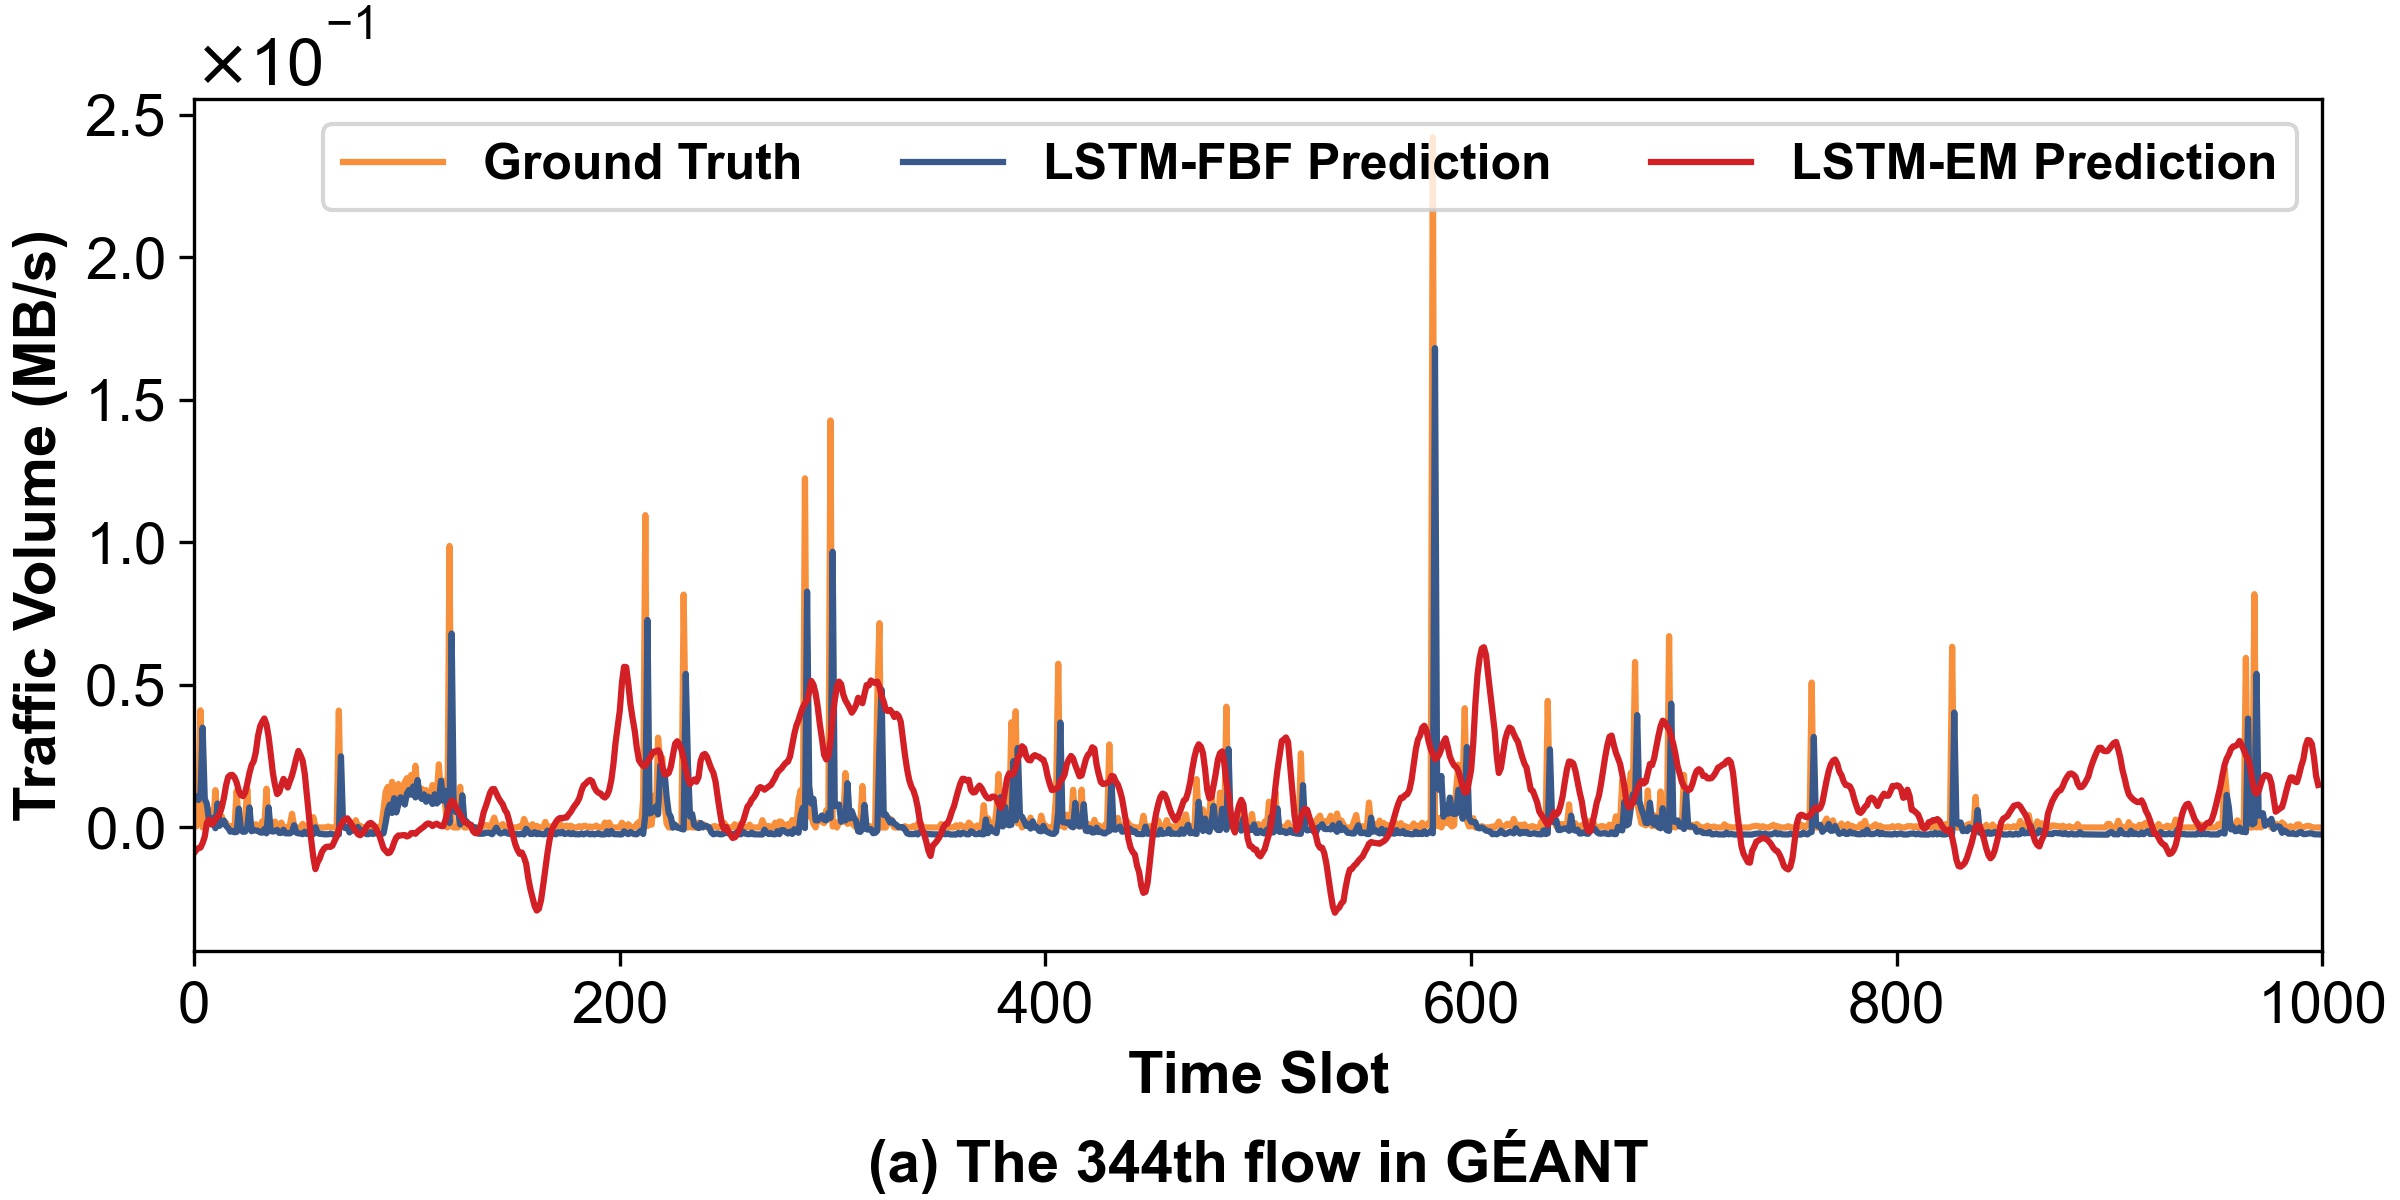 ×10⁻¹
2.5
Ground Truth LSTM-FBF Prediction LSTM-EM Prediction
2.0
1.5
1.0
0.5
0.0
Traffic Volume (MB/s)
0 200 400 600 800 1000
Time Slot
(a) The 344th flow in GÉANT